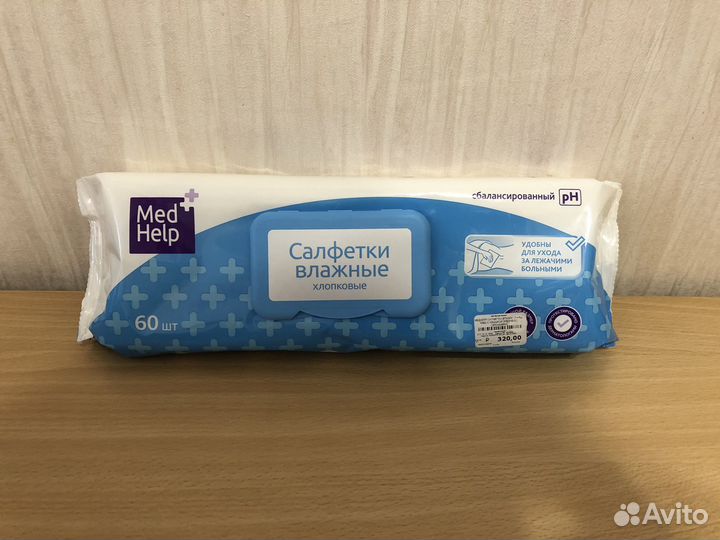 Med
Help
сбалансированный pH
Салфетки
влажные
хлопковые
УДОБНЫ
ДЛЯ УХОДА
ЗА ЛЕЖАЧИМИ
БОЛЬНЫМИ
60 шт
320,00
Avito